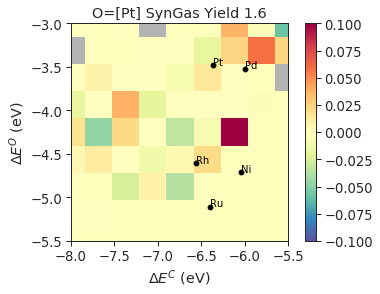 O=[Pt] SynGas Yield 1.6
ΔE^O (eV)
−3.0
−3.5
−4.0
−4.5
−5.0
−5.5
Pt
Pd
Rh
Ni
Ru
−8.0 −7.5 −7.0 −6.5 −6.0 −5.5
ΔE^C (eV)
0.100
0.075
0.050
0.025
0.000
−0.025
−0.050
−0.075
−0.100